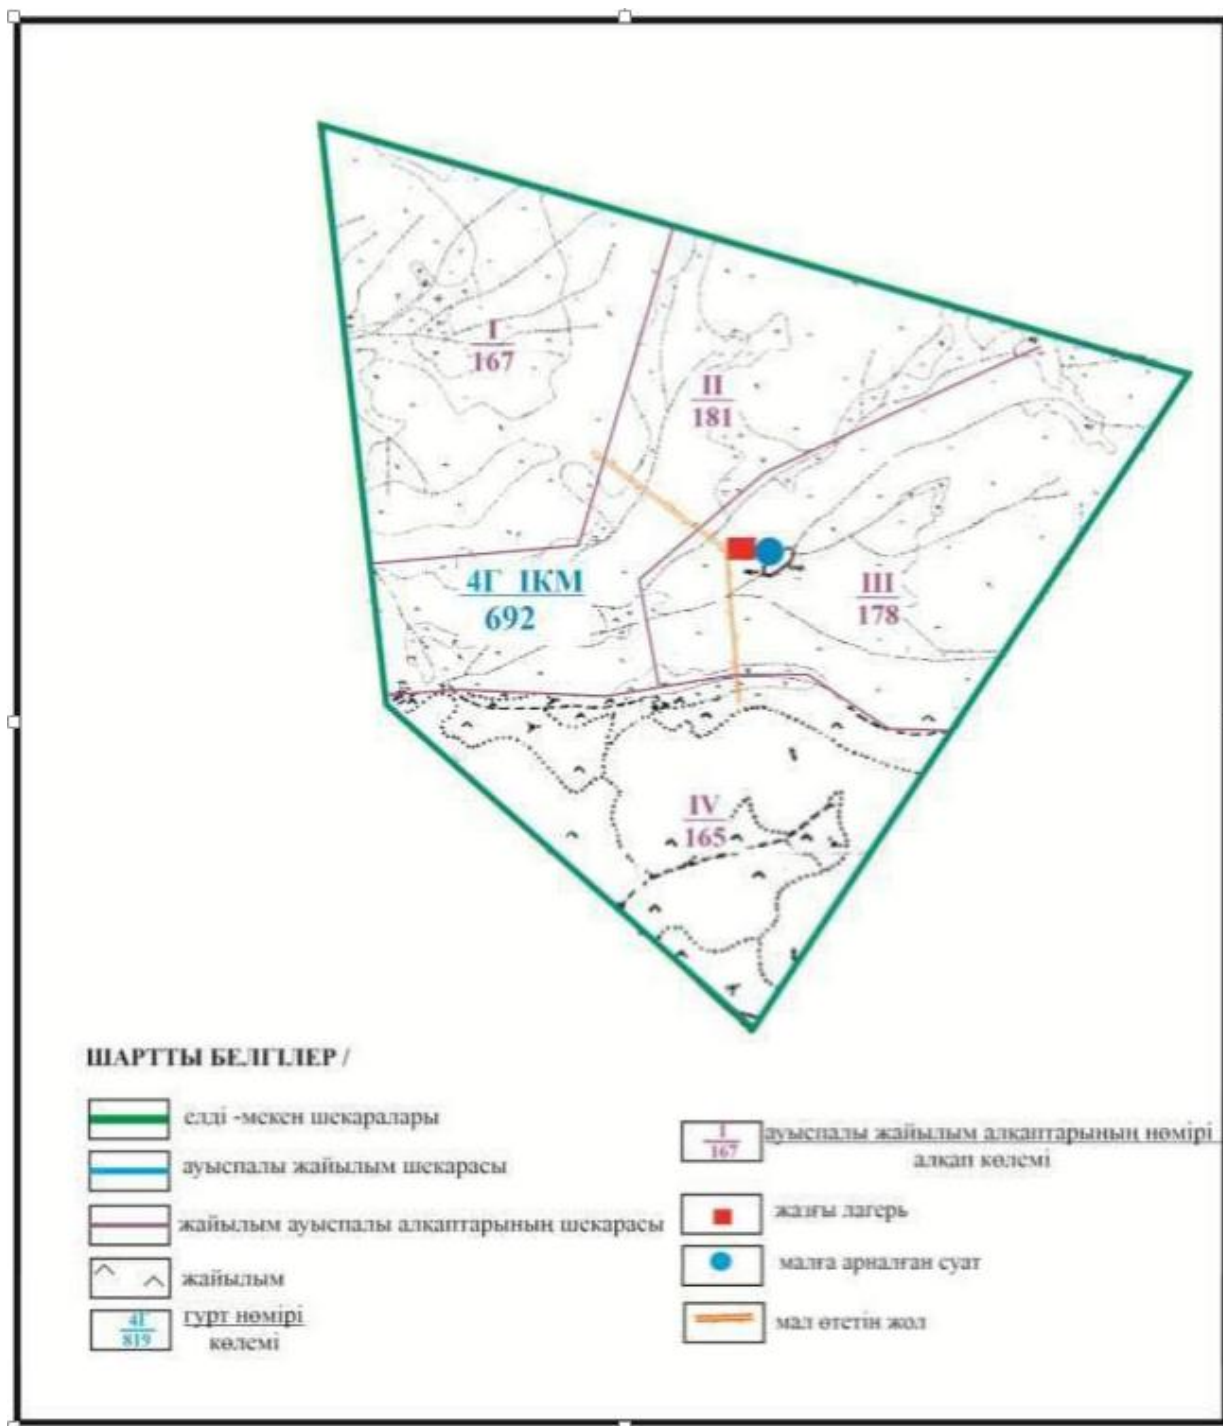 I
167
II
181
4Г ІКМ
692
III
178
IV
165
ШАРТТЫ БЕЛГІЛЕР /
елді -мекен шекаралары
ауыспалы жайылым шекарасы
жайылым ауыспалы алқаптарының шекарасы
жайылым
4Г
819
гурт нөмірі
көлемі
I
167
ауыспалы жайылым алқаптарының нөмірі
алқап көлемі
жазғы лагерь
малға арналған суат
мал өтетін жол